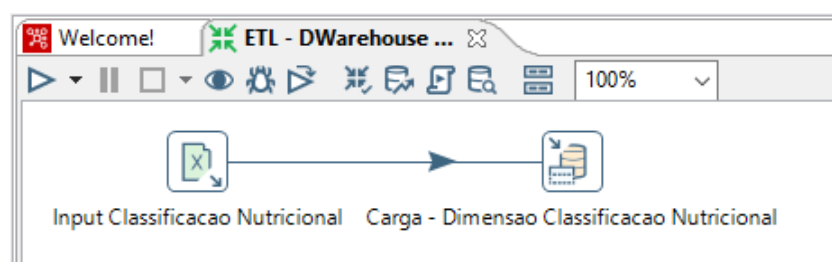 Welcome!
ETL - DWarehouse ...
100%
Input Classificacao Nutricional
Carga - Dimensao Classificacao Nutricional